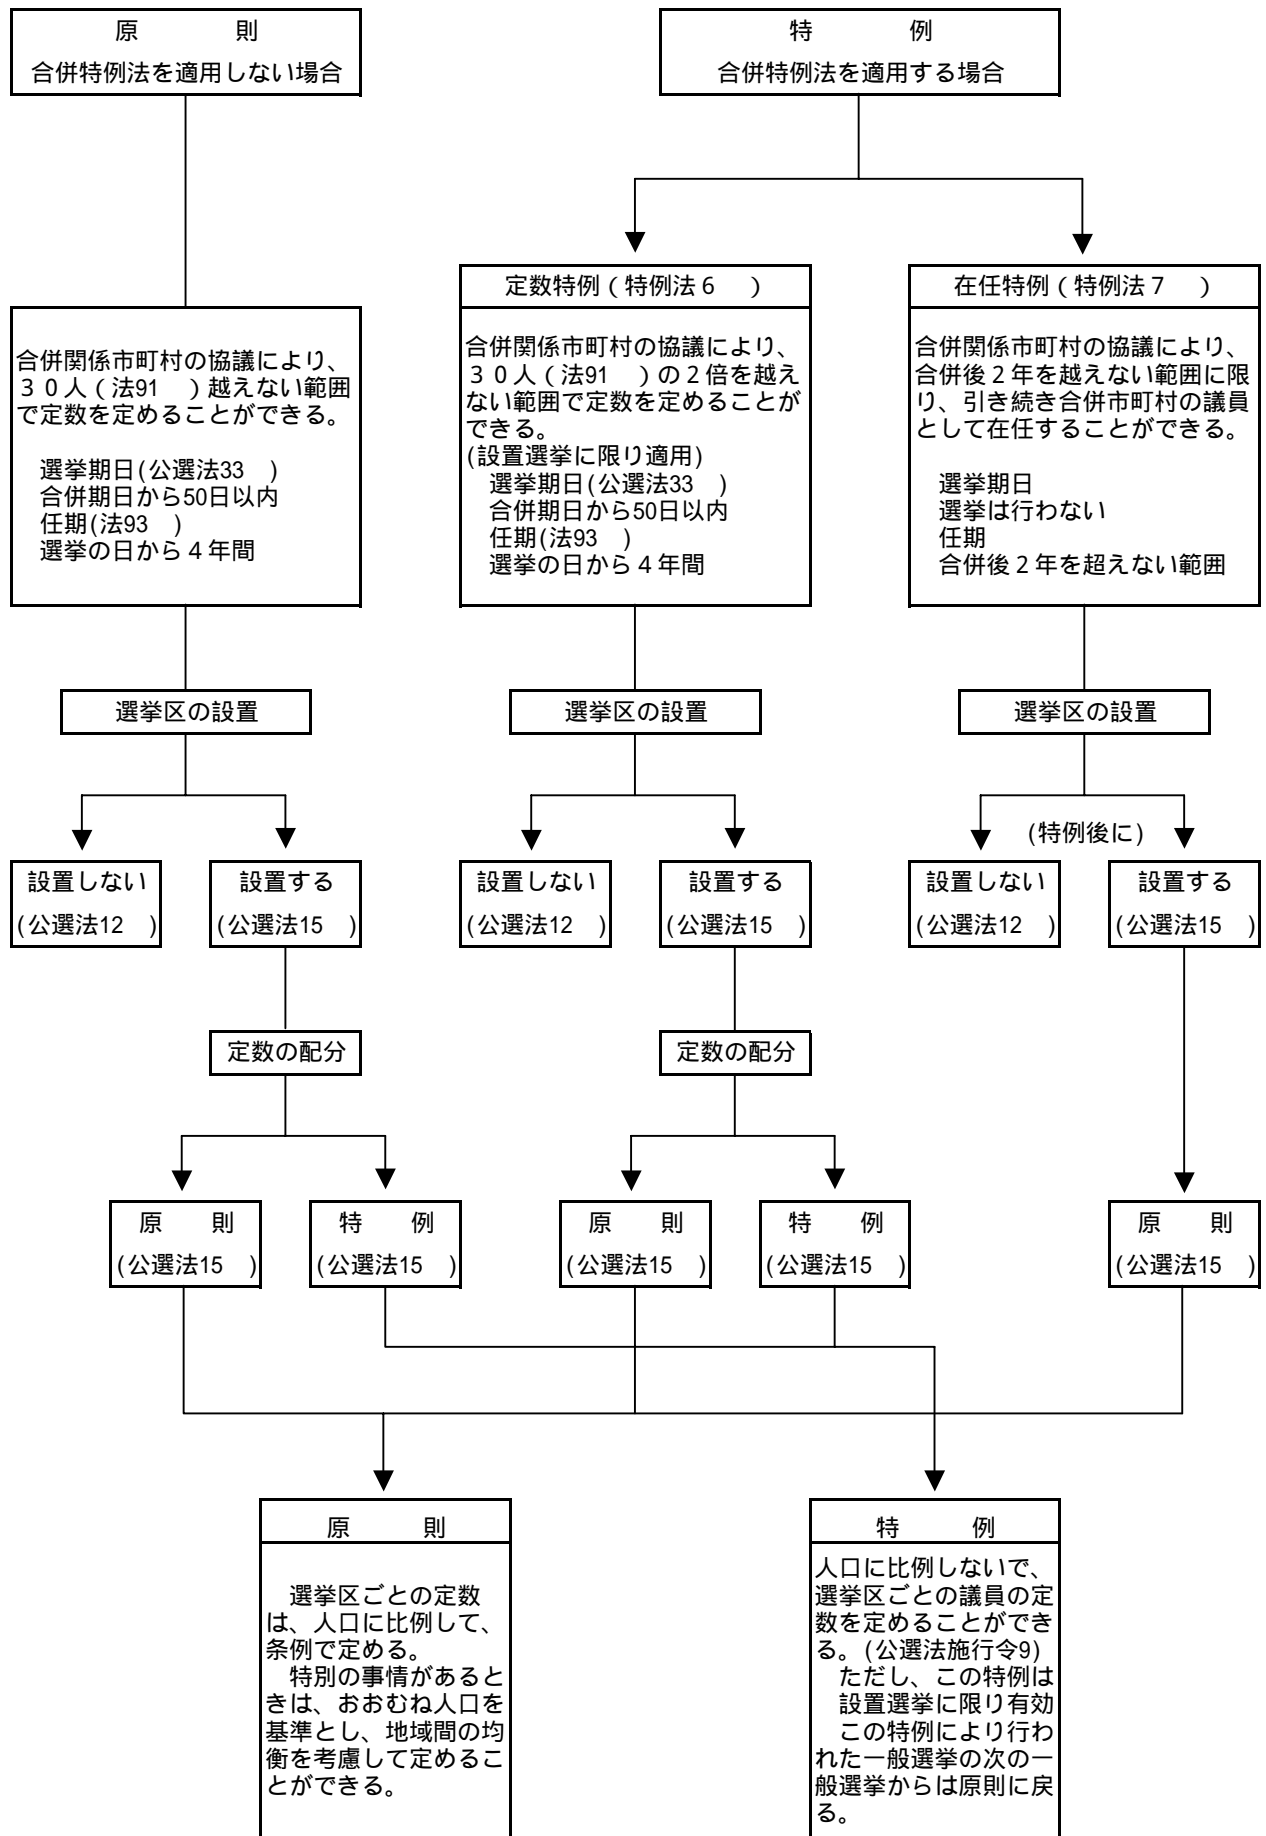 原　　　　則
合併特例法を適用しない場合
特　　　　例
合併特例法を適用する場合
合併関係市町村の協議により、
３０人（法91　）越えない範囲
で定数を定めることができる。
選挙期日(公選法33　)
合併期日から50日以内
任期(法93　)
選挙の日から４年間
定数特例（特例法６　）
合併関係市町村の協議により、
３０人（法91　）の２倍を越え
ない範囲で定数を定めることが
できる。
(設置選挙に限り適用)
選挙期日(公選法33　)
合併期日から50日以内
任期(法93　)
選挙の日から４年間
在任特例（特例法７　）
合併関係市町村の協議により、
合併後２年を越えない範囲に限
り、引き続き合併市町村の議員
として在任することができる。
選挙期日
選挙は行わない
任期
合併後２年を超えない範囲
選挙区の設置
選挙区の設置
選挙区の設置
(特例後に)
設置しない
(公選法12　)
設置する
(公選法15　)
設置しない
(公選法12　)
設置する
(公選法15　)
設置しない
(公選法12　)
設置する
(公選法15　)
定数の配分
定数の配分
原　　則
(公選法15　)
特　　例
(公選法15　)
原　　則
(公選法15　)
特　　例
(公選法15　)
原　　則
(公選法15　)
原　　　則
選挙区ごとの定数
は、人口に比例して、
条例で定める。
特別の事情があると
きは、おおむね人口を
基準とし、地域間の均
衡を考慮して定めるこ
とができる。
特　　　例
人口に比例しないで、
選挙区ごとの議員の定
数を定めることができ
る。(公選法施行令9)
ただし、この特例は
設置選挙に限り有効
この特例により行わ
れた一般選挙の次の一
般選挙からは原則に戻
る。